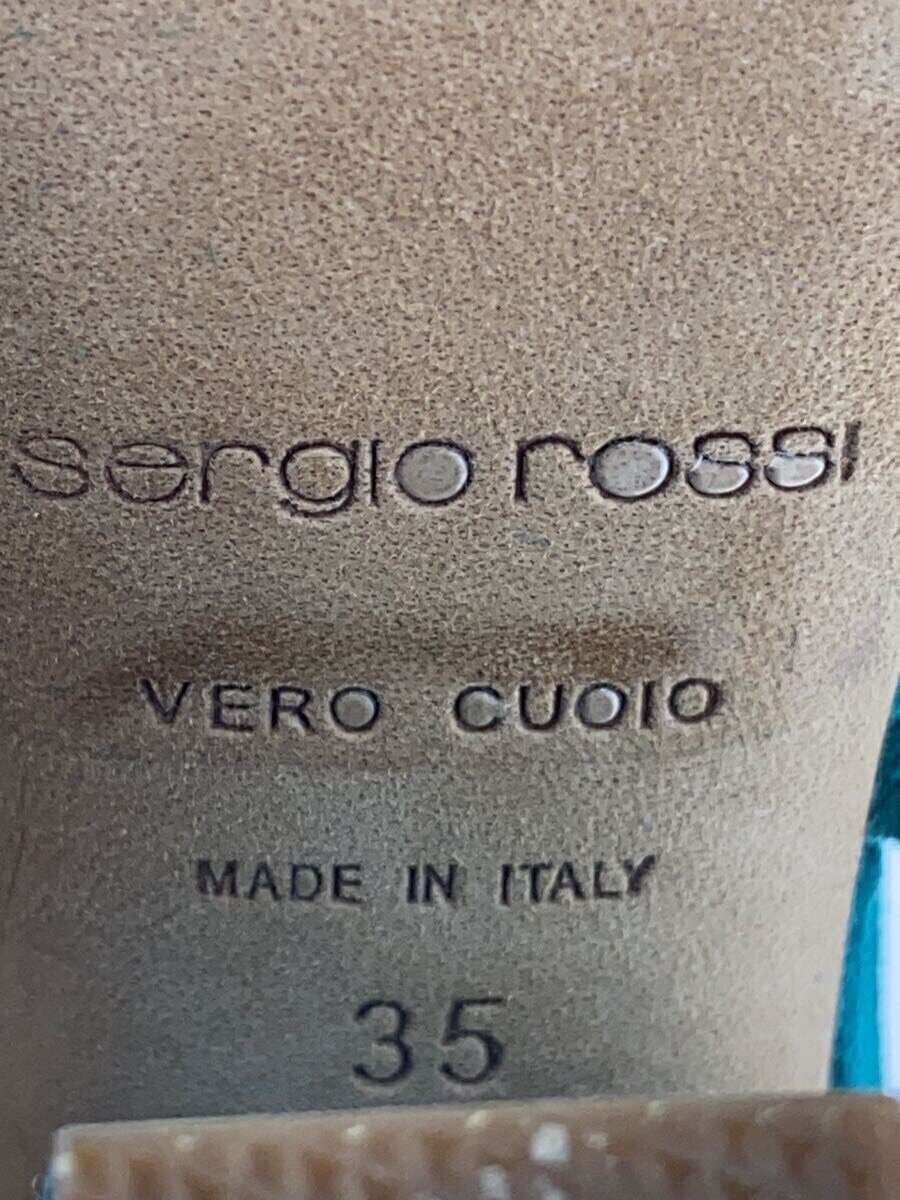 sergio rossi
VERO CUOIO
MADE IN ITALY
35